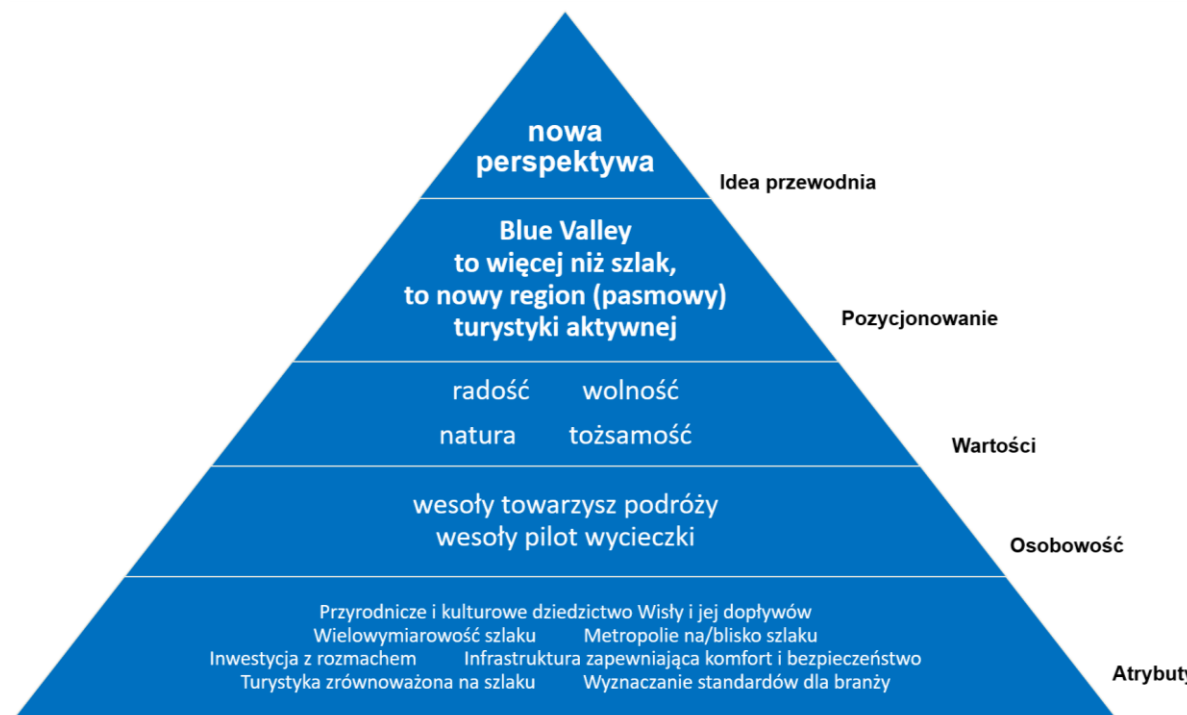 nowa
perspektywa
Idea przewodnia
Blue Valley
to więcej niż szlak,
to nowy region (pasmowy)
turystyki aktywnej
Pozycjonowanie
radość wolność
natura tożsamość
Wartości
wesoły towarzysz podróży
wesoły pilot wycieczki
Osobowość
Przyrodnicze i kulturowe dziedzictwo Wisły i jej dopływów
Wielowymiarowość szlaku Metropolie na/blisko szlaku
Inwestycja z rozmachem Infrastruktura zapewniająca komfort i bezpieczeństwo
Turystyka zrównoważona na szlaku Wyznaczanie standardów dla branży
Atrybuty